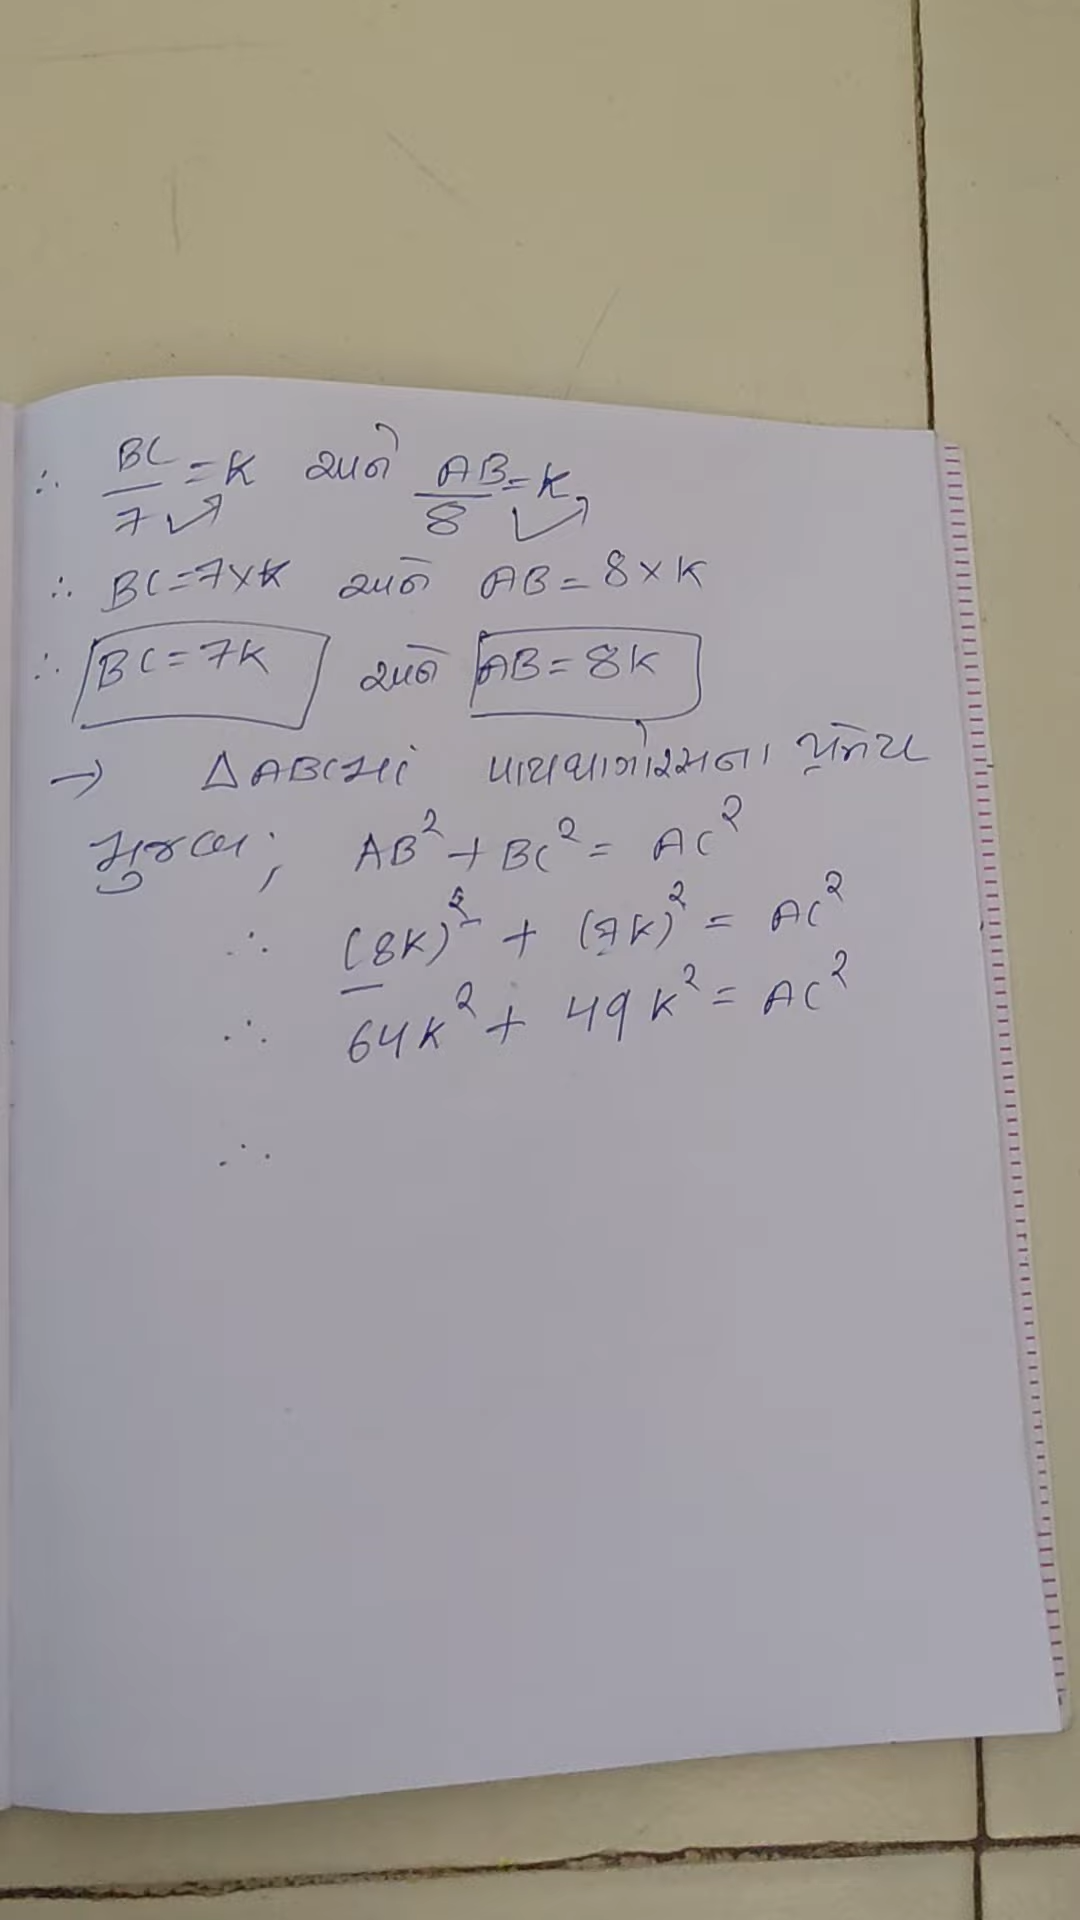 ∴ BC/7 = K અને AB/8 = K
∴ BC = 7×K અને AB = 8×K
∴ BC = 7K અને AB = 8K
→ △ABCમાં પાયથાગોરસના પ્રમેય
મુજબ; AB² + BC² = AC²
∴ (8K)² + (7K)² = AC²
∴ 64K² + 49K² = AC²
∴